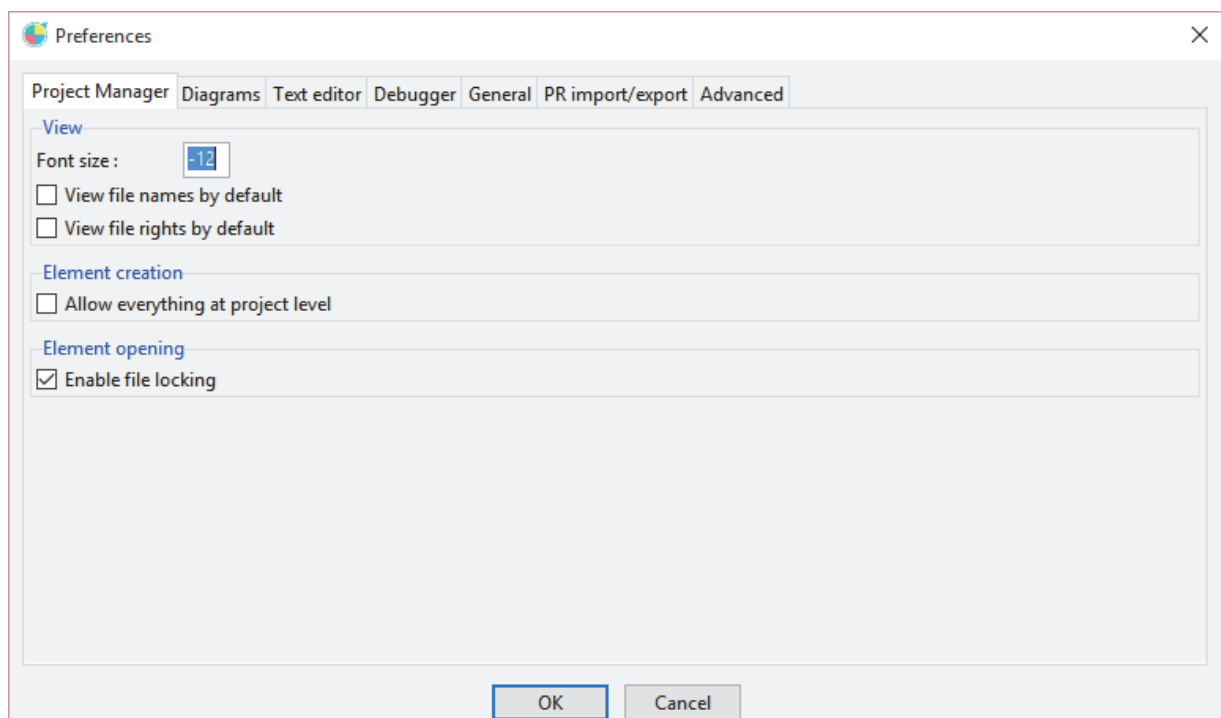 Preferences
Project Manager Diagrams Text editor Debugger General PR import/export Advanced
View
Font size : -12
View file names by default
View file rights by default
Element creation
Allow everything at project level
Element opening
Enable file locking
OK Cancel